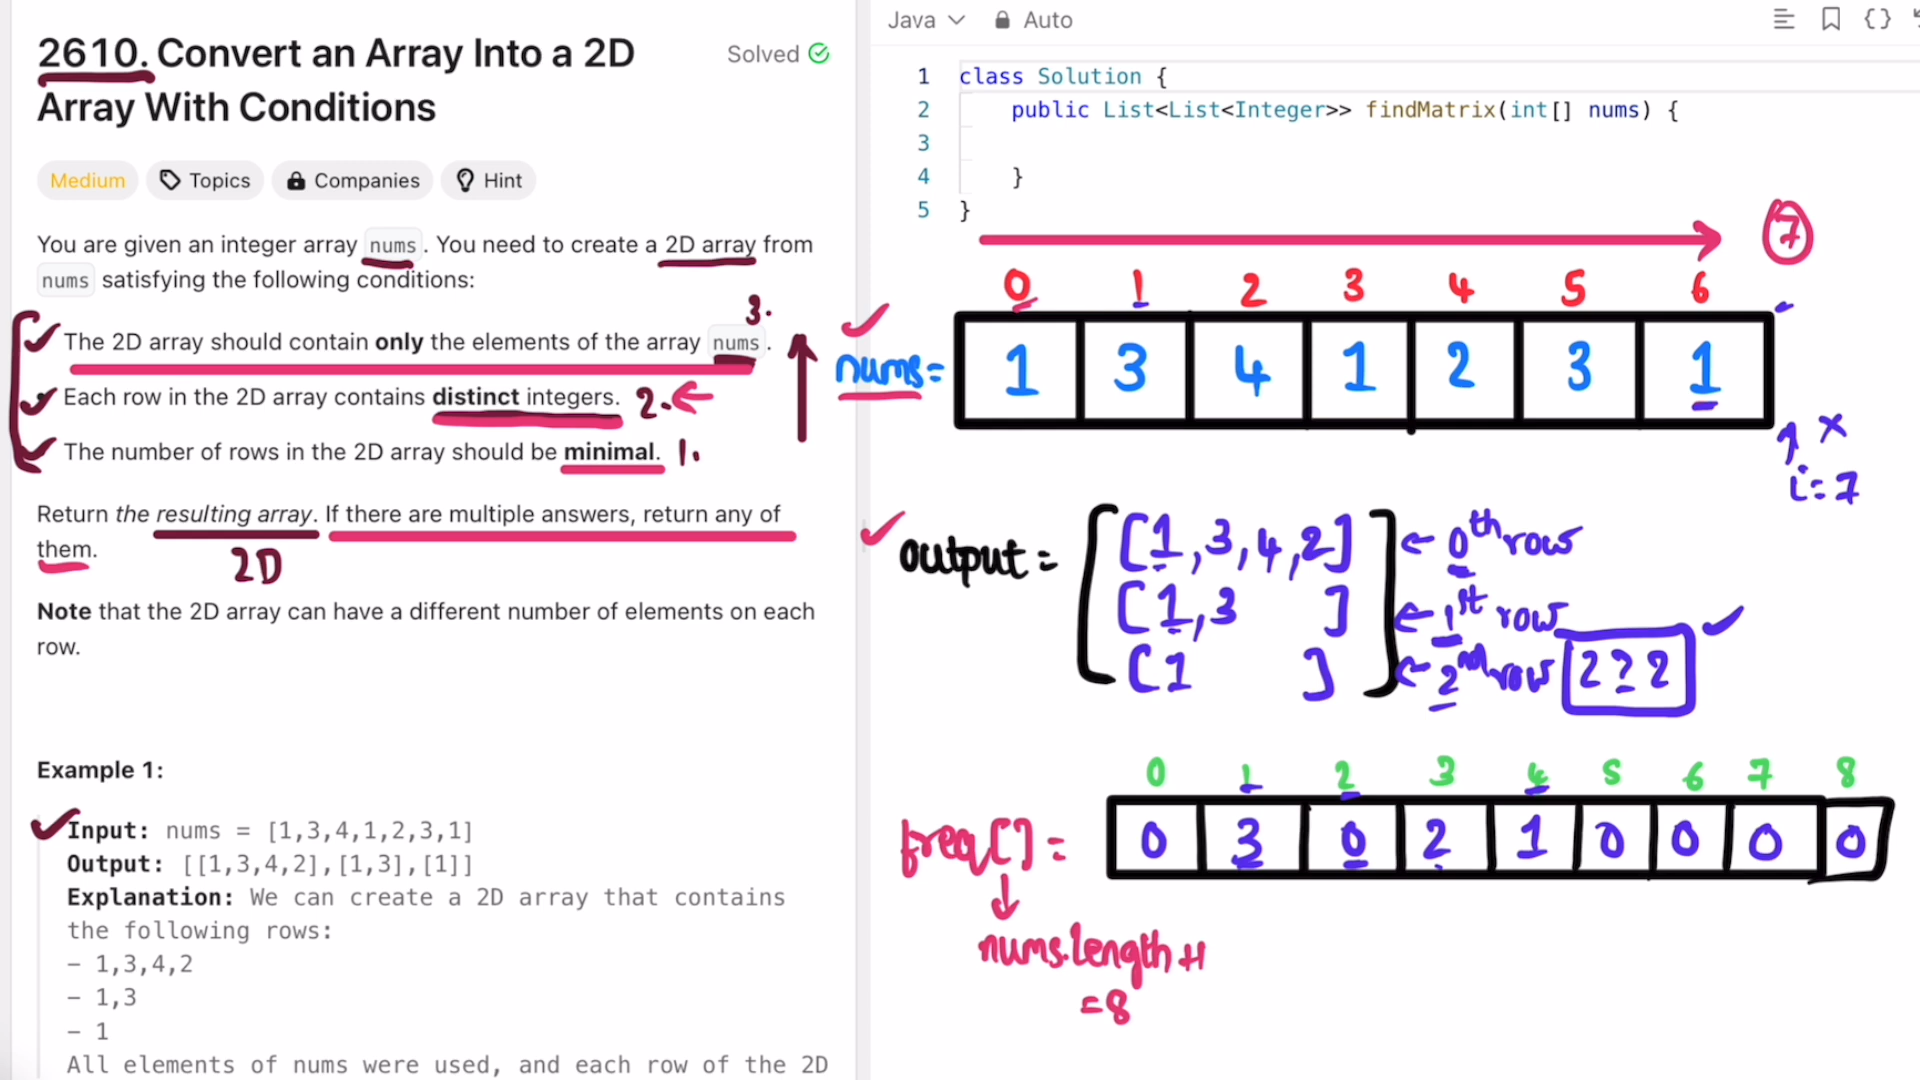 2610. Convert an Array Into a 2D
Array With Conditions
Solved
Medium Topics Companies Hint
You are given an integer array nums. You need to create a 2D array from
nums satisfying the following conditions:
3.
The 2D array should contain only the elements of the array nums.
Each row in the 2D array contains distinct integers. 2.
The number of rows in the 2D array should be minimal. 1.
Return the resulting array. If there are multiple answers, return any of
them.
2D
Note that the 2D array can have a different number of elements on each
row.
Example 1:
Input: nums = [1,3,4,1,2,3,1]
Output: [[1,3,4,2],[1,3],[1]]
Explanation: We can create a 2D array that contains
the following rows:
- 1,3,4,2
- 1,3
- 1
All elements of nums were used, and each row of the 2D
Java Auto
1 class Solution {
2 public List<List<Integer>> findMatrix(int[] nums) {
3
4 }
5 }
7
0 1 2 3 4 5 6
nums= 1 3 4 1 2 3 1
x
i=7
output = [1,3,4,2] ← 0th row
[1,3 ] ← 1st row
[1 ] ← 2nd row 2?2
0 1 2 3 4 5 6 7 8
freq[] = 0 3 0 2 1 0 0 0 0
nums.length+1
=8